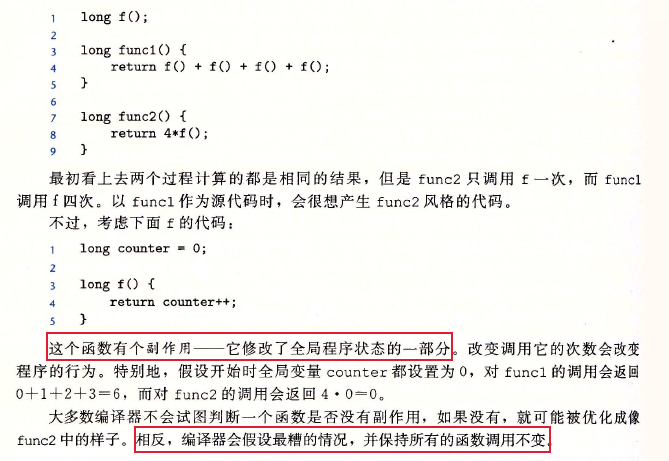 1 long f();
2
3 long func1() {
4 return f() + f() + f() + f();
5 }
6
7 long func2() {
8 return 4*f();
9 }
最初看上去两个过程计算的都是相同的结果，但是 func2 只调用 f 一次，而 func1
调用 f 四次。以 func1 作为源代码时，会很想产生 func2 风格的代码。
不过，考虑下面 f 的代码：
1 long counter = 0;
2
3 long f() {
4 return counter++;
5 }
这个函数有个副作用——它修改了全局程序状态的一部分。改变调用它的次数会改变
程序的行为。特别地，假设开始时全局变量 counter 都设置为 0，对 func1 的调用会返回
0+1+2+3=6，而对 func2 的调用会返回 4·0=0。
大多数编译器不会试图判断一个函数是否没有副作用，如果没有，就可能被优化成像
func2 中的样子。相反，编译器会假设最糟的情况，并保持所有的函数调用不变。